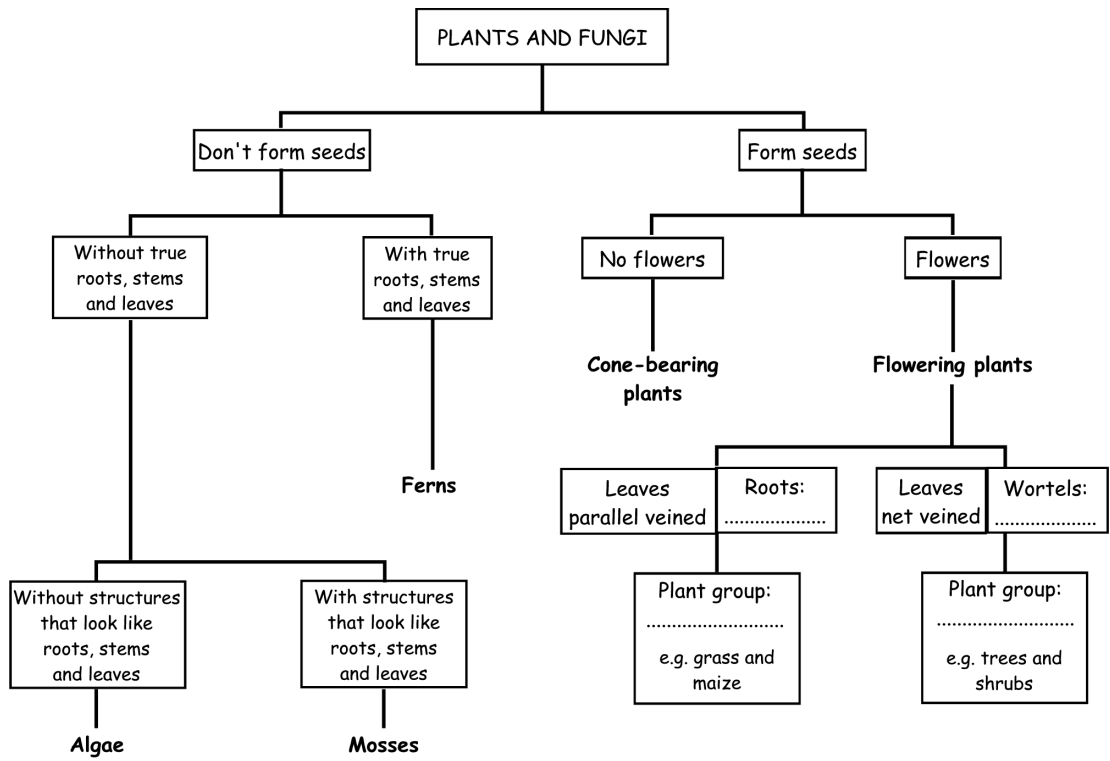 PLANTS AND FUNGI
Don't form seeds
Form seeds
Without true
roots, stems
and leaves
With true
roots, stems
and leaves
No flowers
Flowers
Cone-bearing
plants
Flowering plants
Ferns
Leaves
parallel veined
Roots:
....................
Leaves
net veined
Wortels:
....................
Without structures
that look like
roots, stems
and leaves
With structures
that look like
roots, stems
and leaves
Plant group:
...........................
e.g. grass and
maize
Plant group:
...........................
e.g. trees and
shrubs
Algae
Mosses